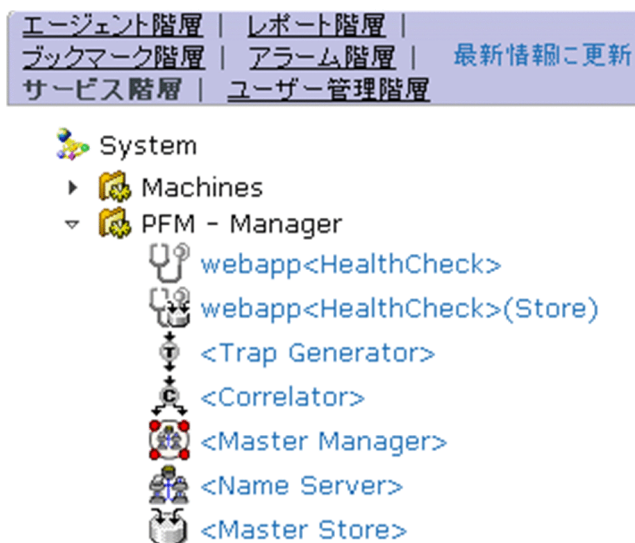 エージェント階層 | レポート階層 |
ブックマーク階層 | アラーム階層 | 最新情報に更新
サービス階層 | ユーザー管理階層
System
Machines
PFM - Manager
webapp<HealthCheck>
webapp<HealthCheck>(Store)
T
<Trap Generator>
C
<Correlator>
<Master Manager>
<Name Server>
<Master Store>